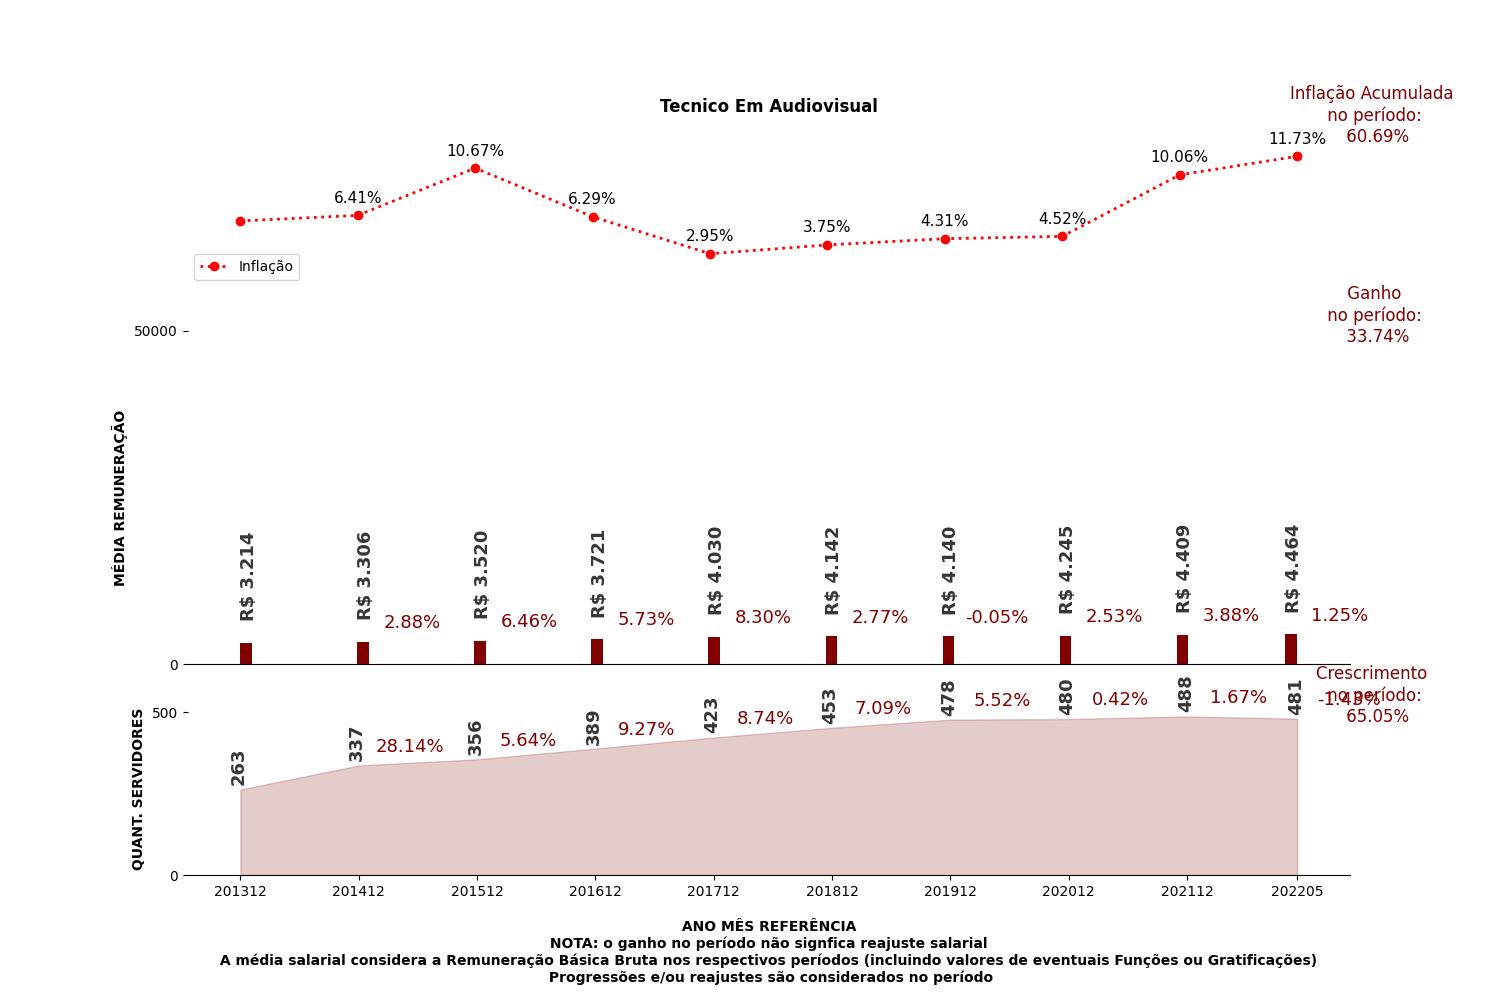 Tecnico Em Audiovisual
Inflação Acumulada
no período:
60.69%
6.41%
10.67%
6.29%
2.95%
3.75%
4.31%
4.52%
10.06%
11.73%
Inflação
Ganho
no período:
33.74%
50000
0
MÉDIA REMUNERAÇÃO
R$ 3.214
R$ 3.306
R$ 3.520
R$ 3.721
R$ 4.030
R$ 4.142
R$ 4.140
R$ 4.245
R$ 4.409
R$ 4.464
2.88%
6.46%
5.73%
8.30%
2.77%
-0.05%
2.53%
3.88%
1.25%
Crescrimento
no período:
65.05%
500
0
QUANT. SERVIDORES
263
337
356
389
423
453
478
480
488
481
28.14%
5.64%
9.27%
8.74%
7.09%
5.52%
0.42%
1.67%
-1.43%
201312
201412
201512
201612
201712
201812
201912
202012
202112
202205
ANO MÊS REFERÊNCIA
NOTA: o ganho no período não signfica reajuste salarial
A média salarial considera a Remuneração Básica Bruta nos respectivos períodos (incluindo valores de eventuais Funções ou Gratificações)
Progressões e/ou reajustes são considerados no período